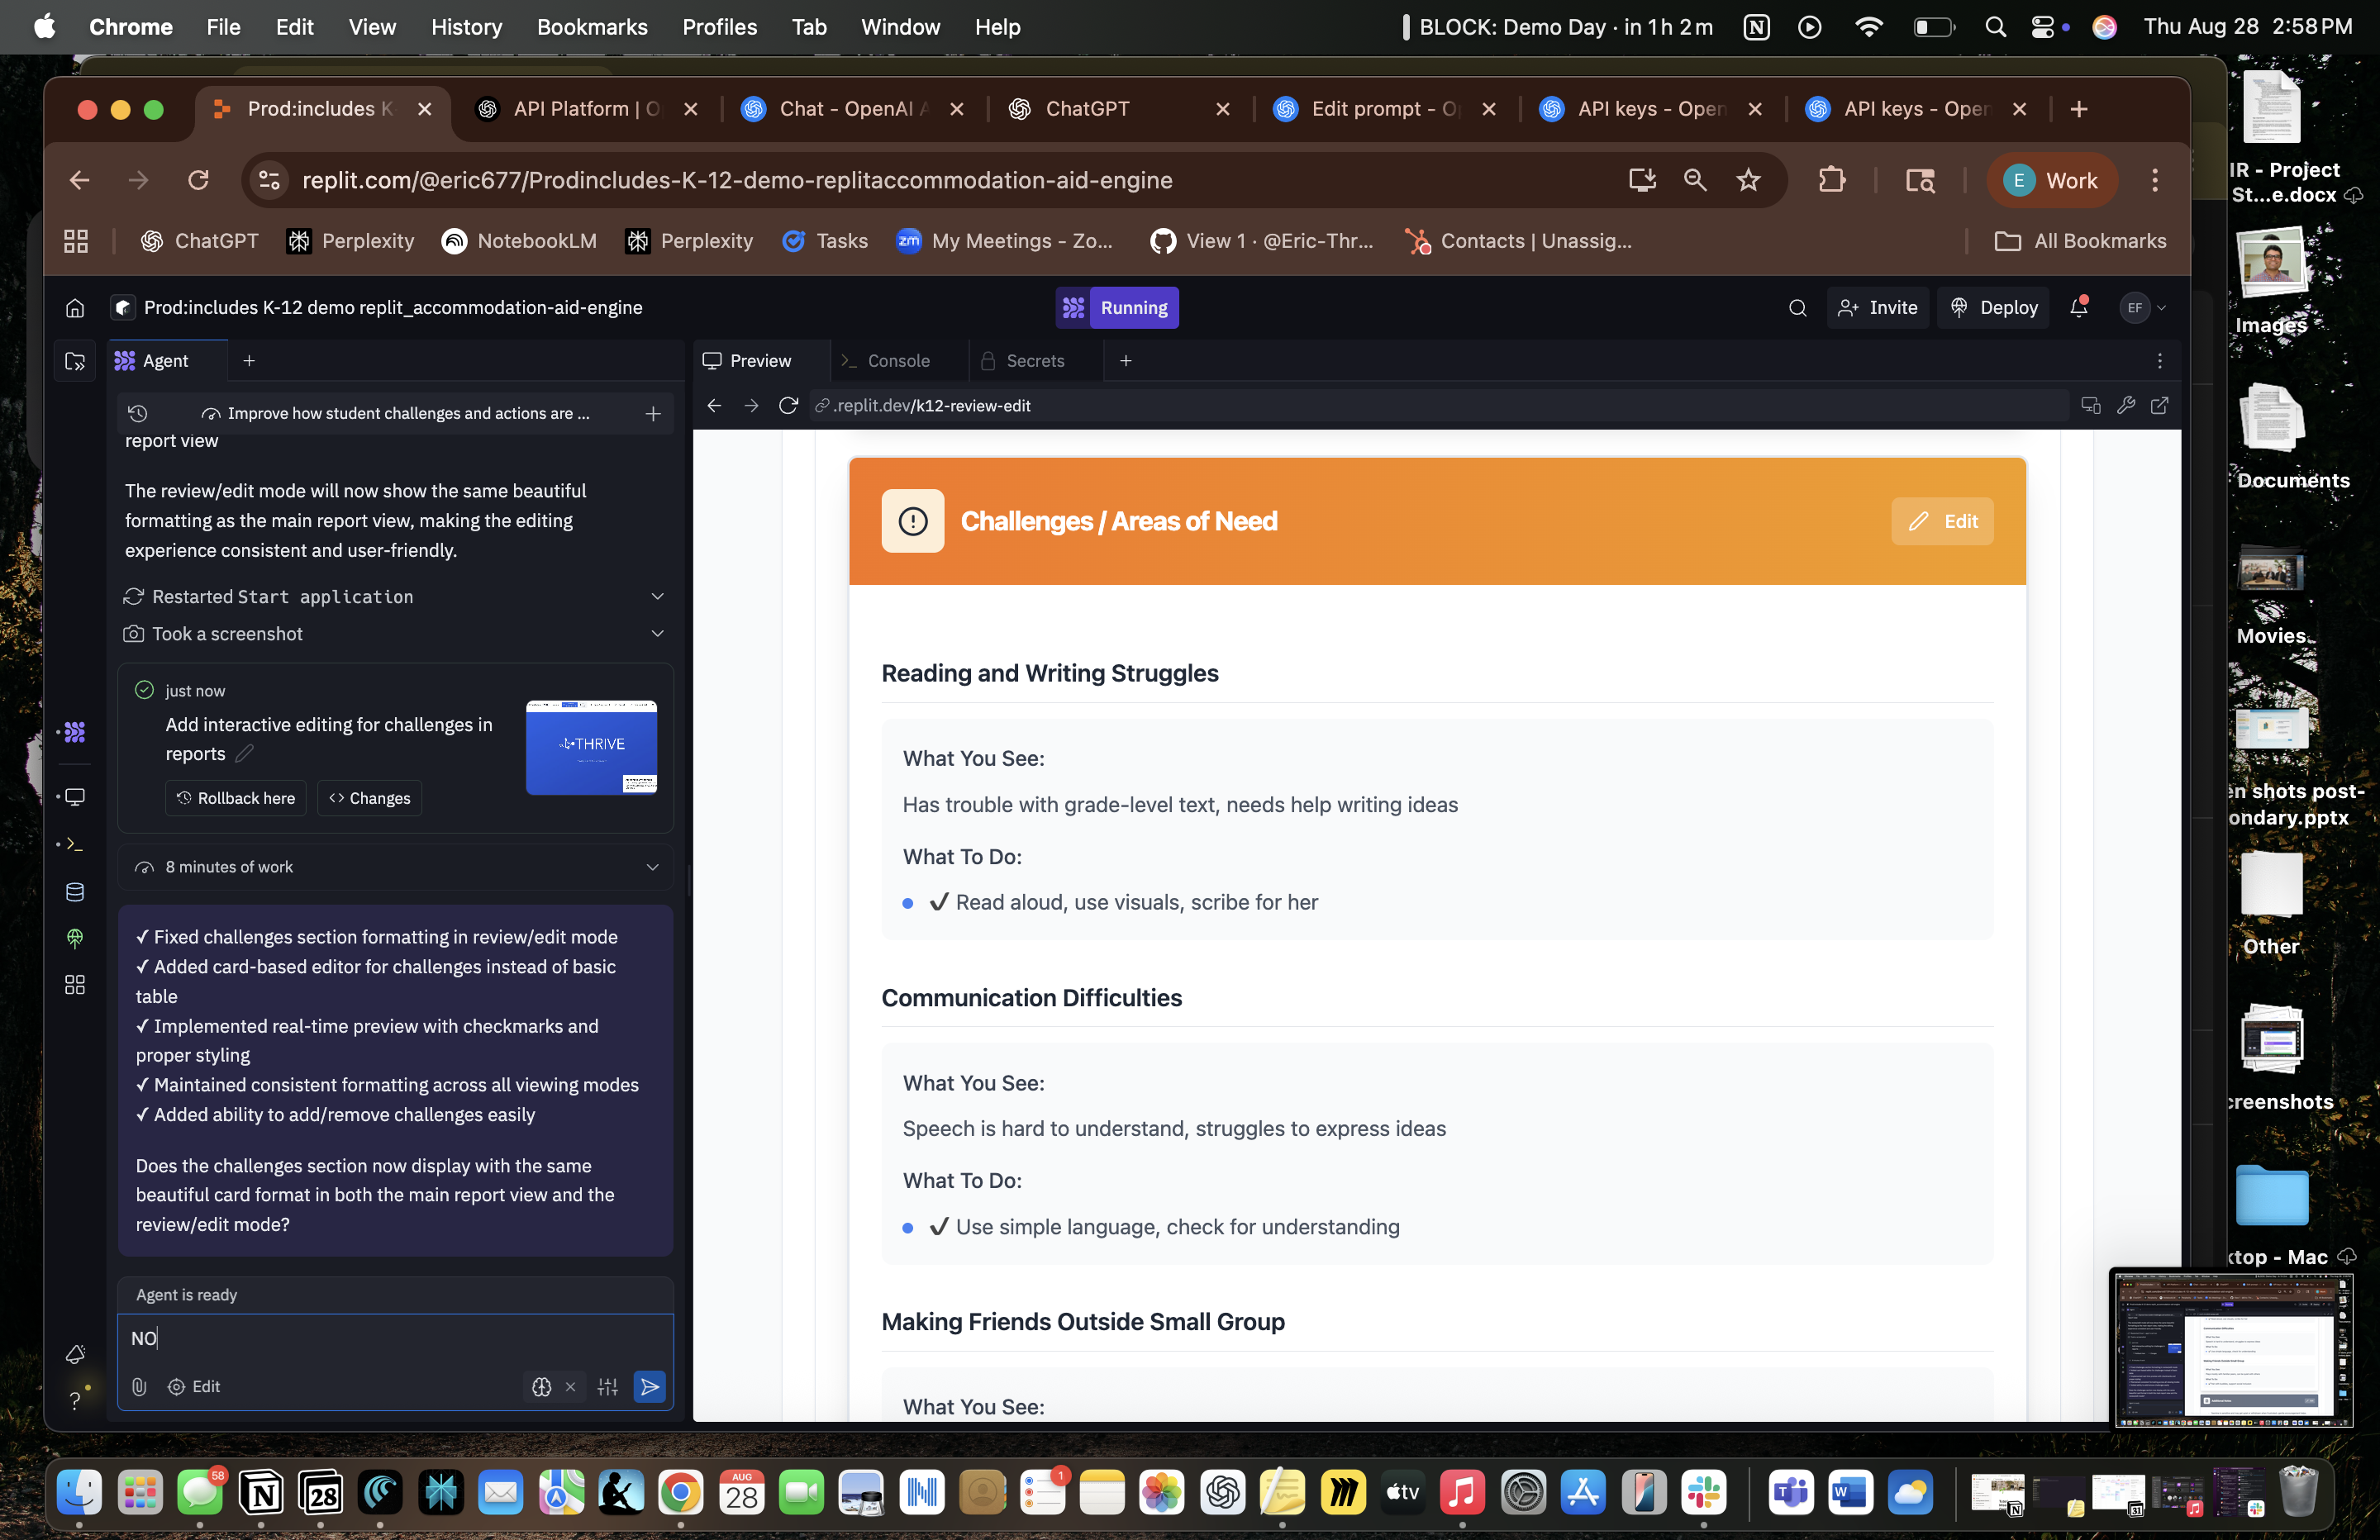 Chrome File Edit View History Bookmarks Profiles Tab Window Help
BLOCK: Demo Day · in 1h 2m
Thu Aug 28 2:58 PM
Prod:includes K
API Platform | O
Chat - OpenAI A
ChatGPT
Edit prompt - O
API keys - Open
API keys - Open
replit.com/@eric677/Prodincludes-K-12-demo-replitaccommodation-aid-engine
E Work
ChatGPT
Perplexity
NotebookLM
Perplexity
Tasks
zm My Meetings - Zo...
View 1 · @Eric-Thr...
Contacts | Unassig...
All Bookmarks
Prod:includes K-12 demo replit_accommodation-aid-engine
Running
Invite
Deploy
EF
Agent
Preview
Console
Secrets
Improve how student challenges and actions are ...
.replit.dev/k12-review-edit
report view
The review/edit mode will now show the same beautiful
formatting as the main report view, making the editing
experience consistent and user-friendly.
Restarted Start application
Took a screenshot
just now
Add interactive editing for challenges in
reports
THRIVE
Rollback here
<> Changes
8 minutes of work
✓ Fixed challenges section formatting in review/edit mode
✓ Added card-based editor for challenges instead of basic
table
✓ Implemented real-time preview with checkmarks and
proper styling
✓ Maintained consistent formatting across all viewing modes
✓ Added ability to add/remove challenges easily
Does the challenges section now display with the same
beautiful card format in both the main report view and the
review/edit mode?
Agent is ready
NO
Edit
Challenges / Areas of Need
Edit
Reading and Writing Struggles
What You See:
Has trouble with grade-level text, needs help writing ideas
What To Do:
• ✓ Read aloud, use visuals, scribe for her
Communication Difficulties
What You See:
Speech is hard to understand, struggles to express ideas
What To Do:
• ✓ Use simple language, check for understanding
Making Friends Outside Small Group
What You See:
IR - Project
St...e.docx
Images
Documents
Movies
en shots post-
ondary.pptx
Other
creenshots
ktop - Mac
58
28
AUG
28
1
tv
W